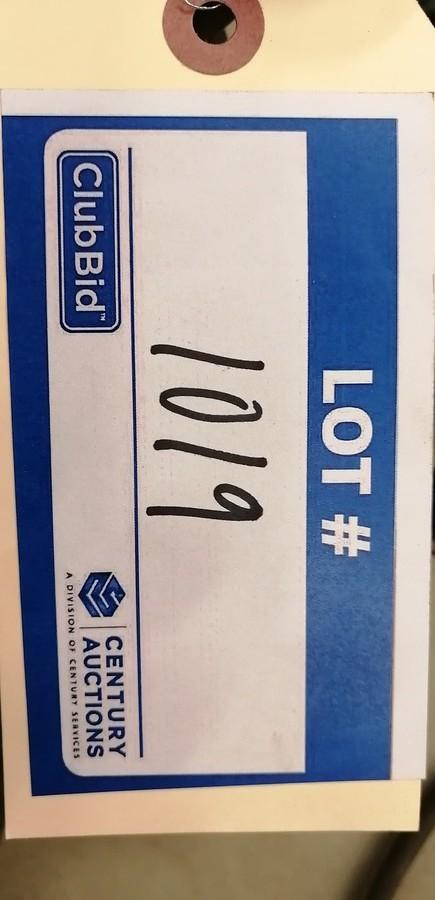 LOT #
1019
ClubBid™
CENTURY
AUCTIONS
A DIVISION OF CENTURY SERVICES